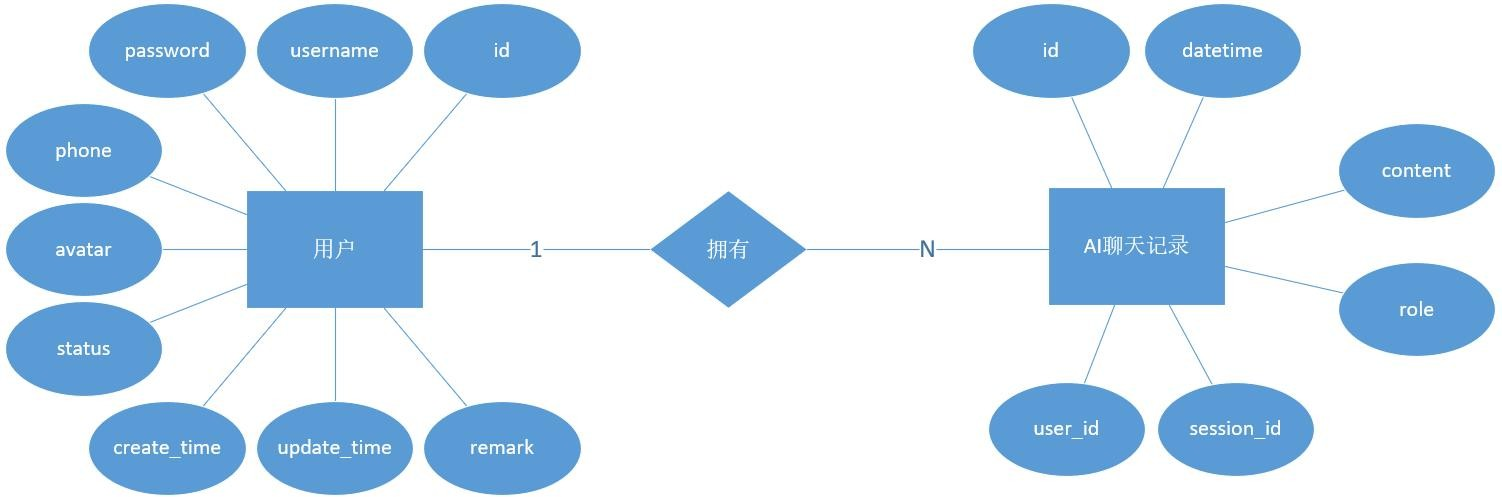 password
username
id
phone
avatar
status
用户
create_time
update_time
remark
1
拥有
N
id
datetime
content
AI聊天记录
role
user_id
session_id